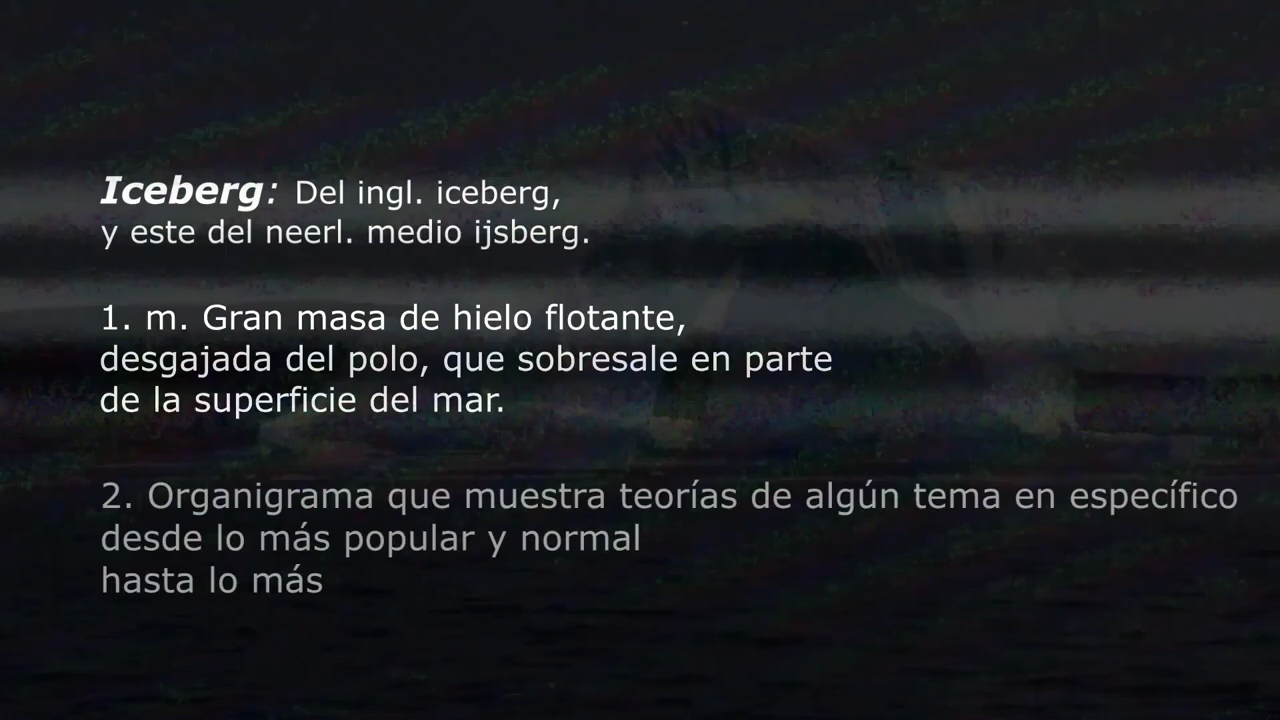 Iceberg: Del ingl. iceberg,
y este del neerl. medio ijsberg.
1. m. Gran masa de hielo flotante,
desgajada del polo, que sobresale en parte
de la superficie del mar.
2. Organigrama que muestra teorías de algún tema en específico
desde lo más popular y normal
hasta lo más